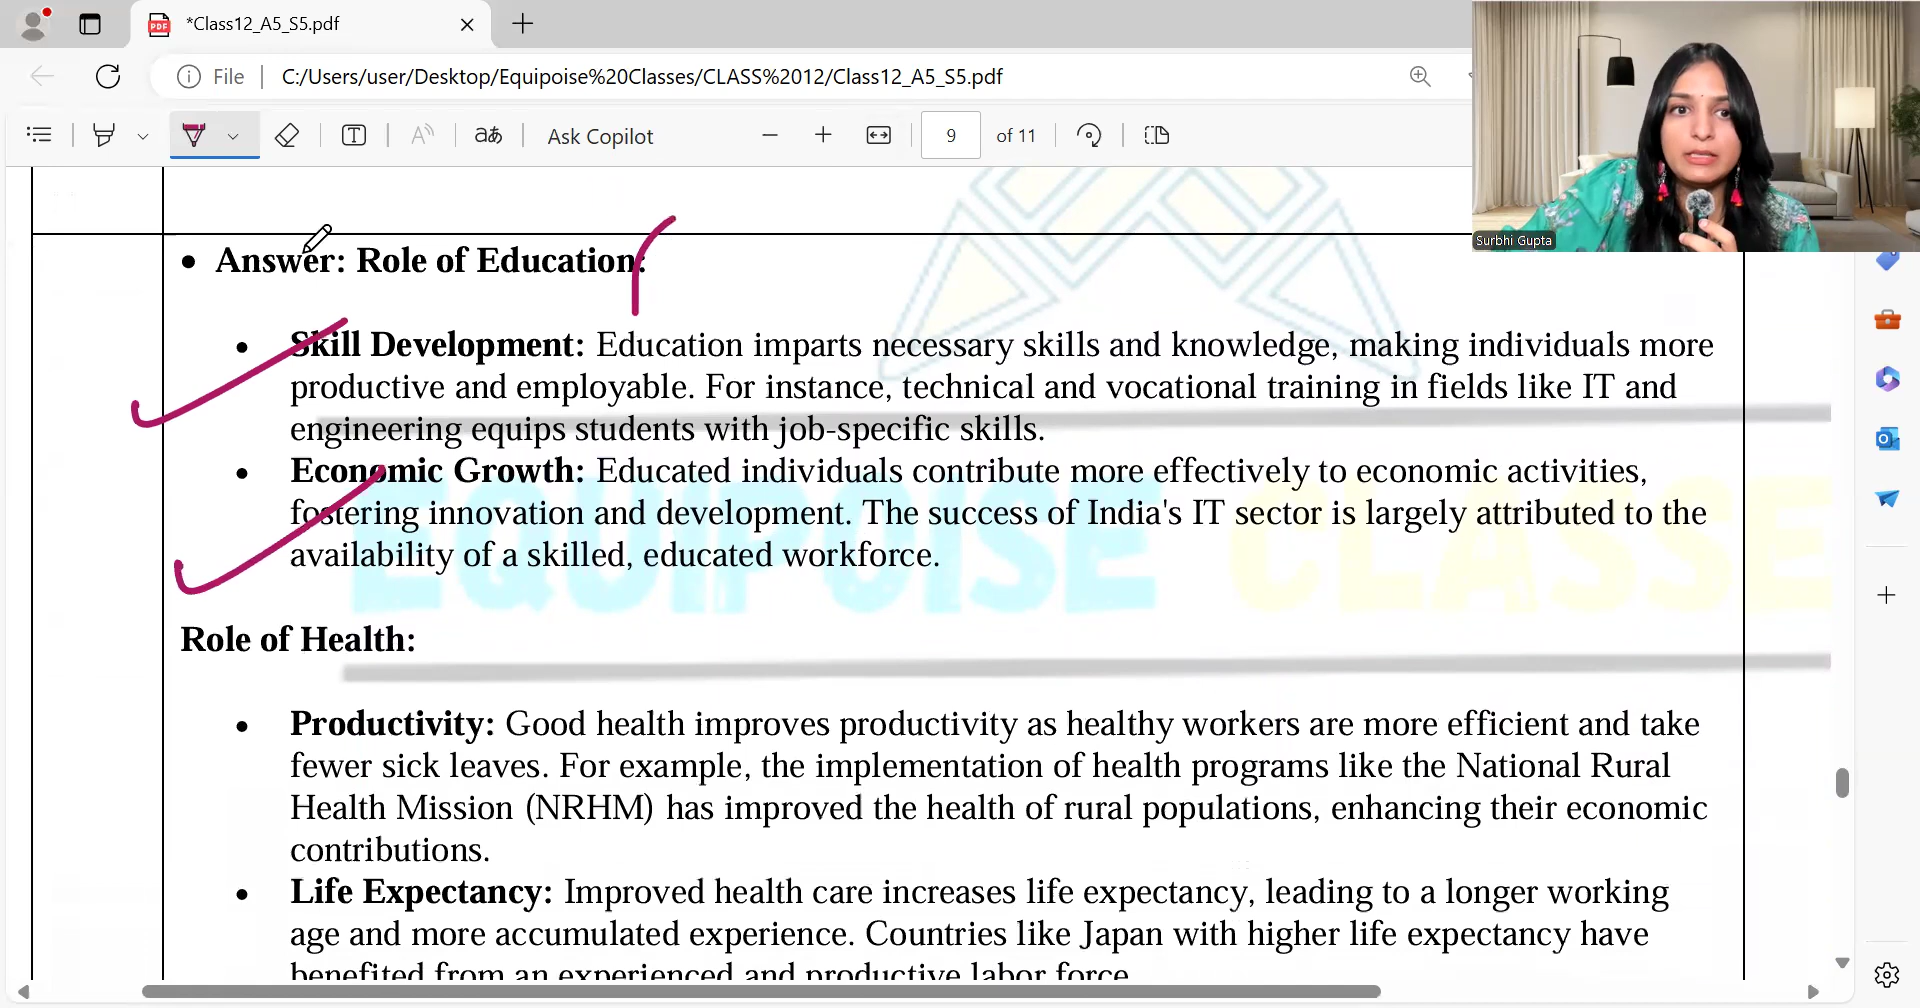 *Class12_A5_S5.pdf
File
C:/Users/user/Desktop/Equipoise%20Classes/CLASS%2012/Class12_A5_S5.pdf
Ask Copilot
9 of 11
Surbhi Gupta
• Answer: Role of Education:
• Skill Development: Education imparts necessary skills and knowledge, making individuals more
productive and employable. For instance, technical and vocational training in fields like IT and
engineering equips students with job-specific skills.
• Economic Growth: Educated individuals contribute more effectively to economic activities,
fostering innovation and development. The success of India's IT sector is largely attributed to the
availability of a skilled, educated workforce.
EQUIPOISE CLASSE
Role of Health:
• Productivity: Good health improves productivity as healthy workers are more efficient and take
fewer sick leaves. For example, the implementation of health programs like the National Rural
Health Mission (NRHM) has improved the health of rural populations, enhancing their economic
contributions.
• Life Expectancy: Improved health care increases life expectancy, leading to a longer working
age and more accumulated experience. Countries like Japan with higher life expectancy have
benefited from an experienced and productive labor force.